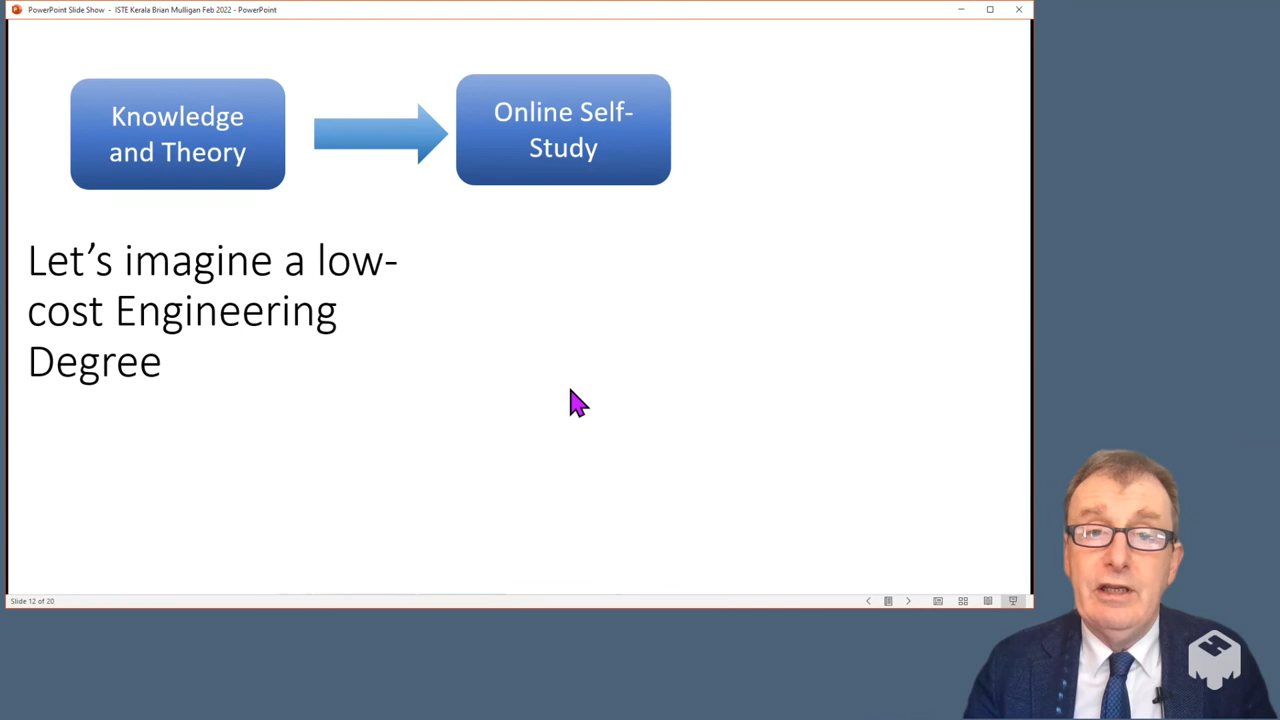 PowerPoint Slide Show - ISTE Kerala Brian Mulligan Feb 2022 - PowerPoint
Knowledge
and Theory
Online Self-
Study
Let's imagine a low-
cost Engineering
Degree
Slide 12 of 20